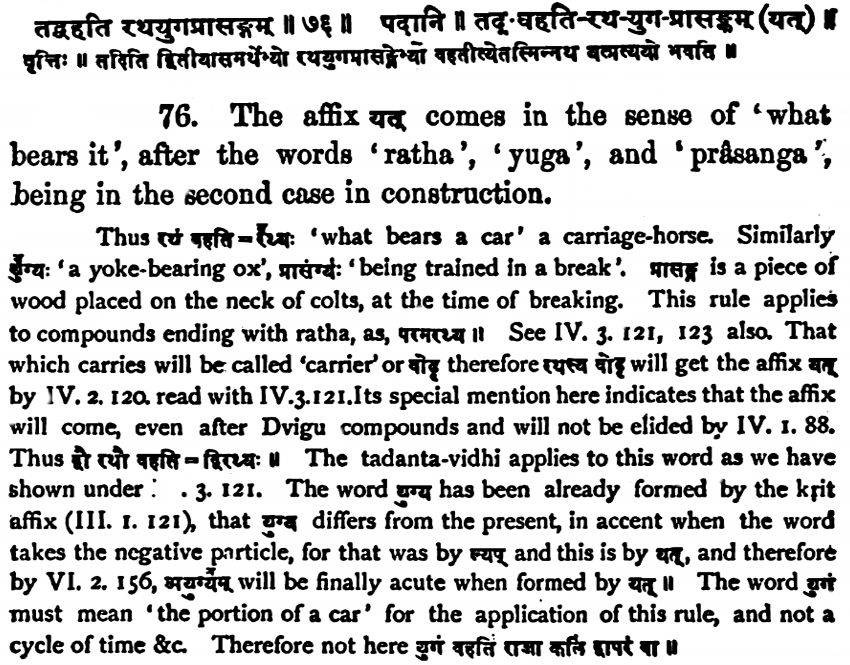 तद्वहति रथयुगप्रासङ्गम् ॥ ७६ ॥ पदानि ॥ तद्-वहति-रथ-युग-प्रासङ्गम् (यत्) ॥
वृत्तिः ॥ तदिति द्वितीयासमर्थेभ्यो रथयुगप्रासङ्गेभ्यो वहतीत्येतस्मिन्नथ यत्प्रत्ययो भवति ॥
76. The affix यत् comes in the sense of ‘what
bears it’, after the words ‘ratha’, ‘yuga’, and ‘prâsanga’,
being in the second case in construction.
Thus रथं वहति = रथ्यः ‘what bears a car’ a carriage-horse. Similarly
युग्यः ‘a yoke-bearing ox’, प्रासंग्यः ‘being trained in a break’. प्रासङ्ग is a piece of
wood placed on the neck of colts, at the time of breaking. This rule applies
to compounds ending with ratha, as, परमरथ्य ॥ See IV. 3. 121, 123 also. That
which carries will be called ‘carrier’ or वोढृ therefore रथस्य वोढृ will get the affix यत्
by IV. 2. 120. read with IV.3.121.Its special mention here indicates that the affix
will come, even after Dvigu compounds and will not be elided by IV. 1. 88.
Thus द्वौ रथौ वहति = द्विरथ्यः ॥ The tadanta-vidhi applies to this word as we have
shown under . 3. 121. The word युग्य has been already formed by the kṛit
affix (III. 1. 121), that युग्य differs from the present, in accent when the word
takes the negative particle, for that was by क्यप् and this is by यत्, and therefore
by VI. 2. 156, अयुग्यम् will be finally acute when formed by यत् ॥ The word युगं
must mean ‘the portion of a car’ for the application of this rule, and not a
cycle of time &c. Therefore not here युगं वहति राजा कलिं द्वापरं वा ॥